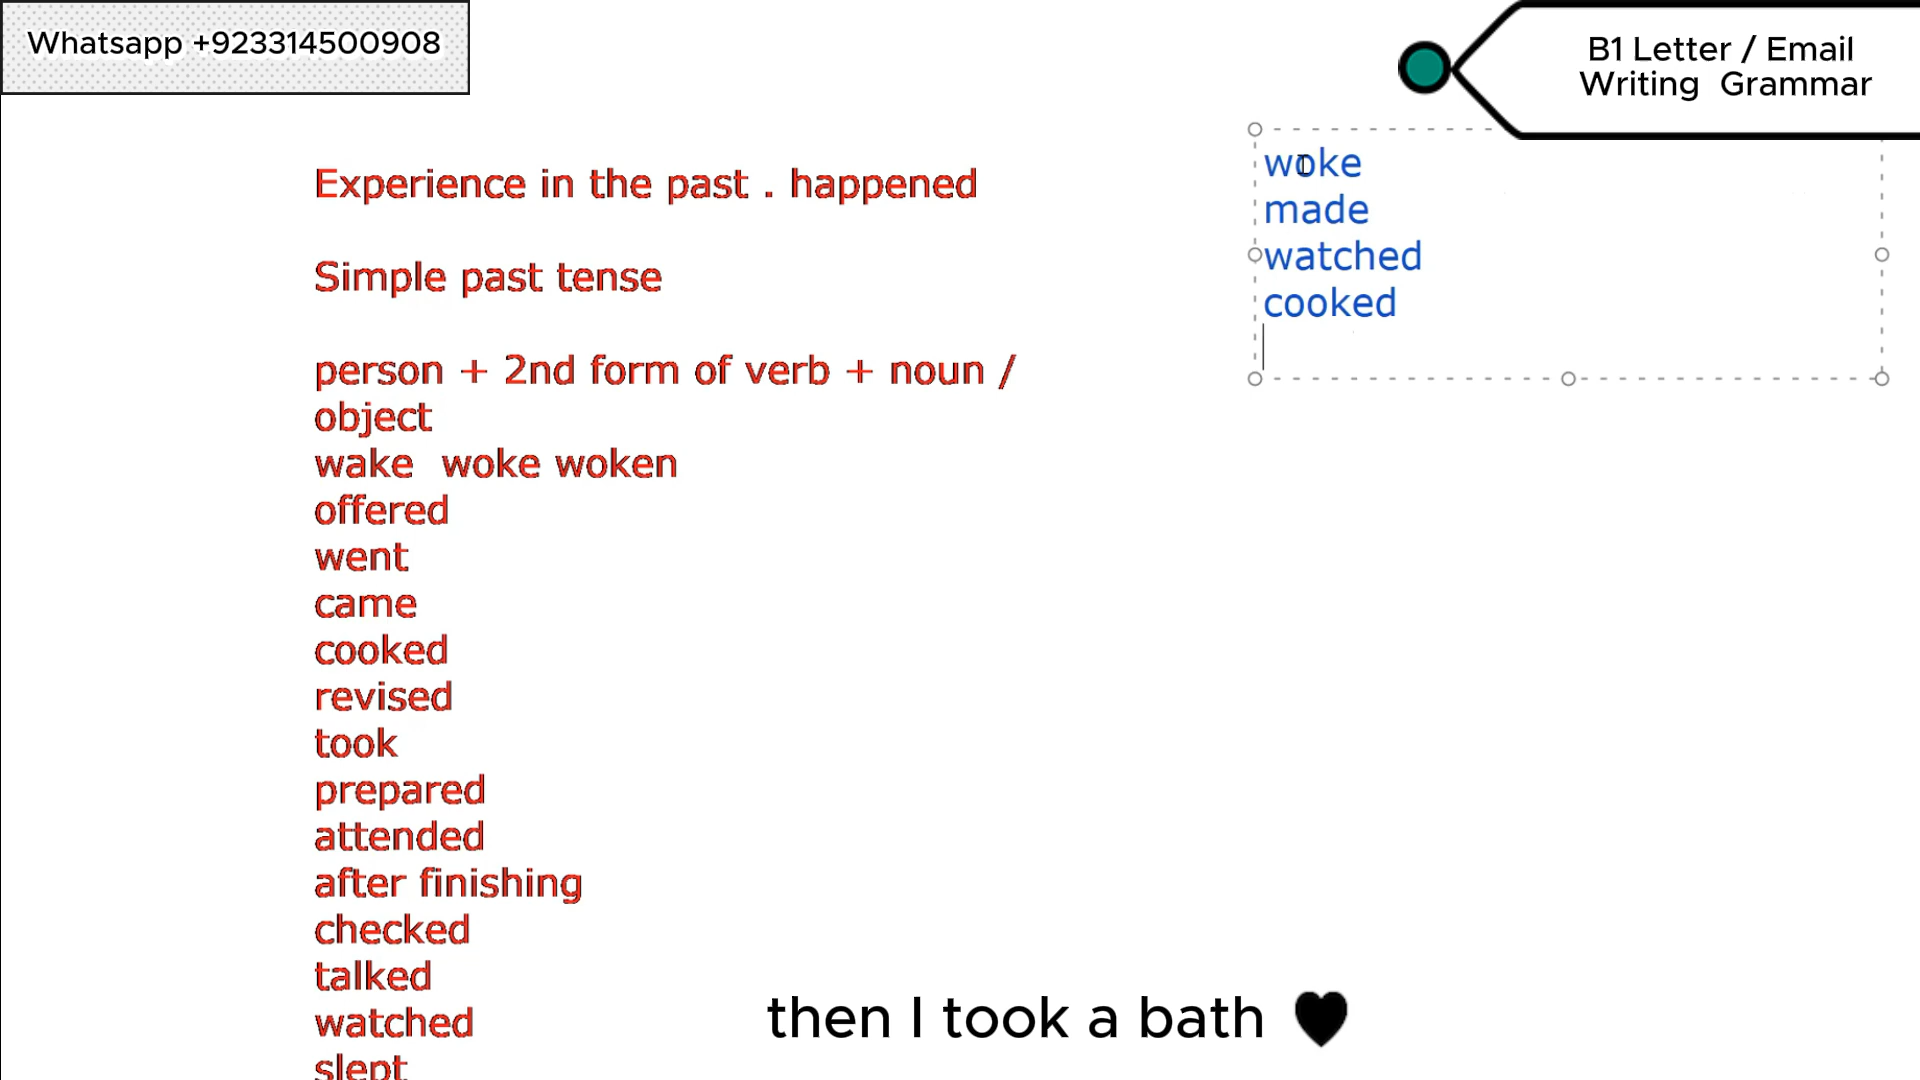 Whatsapp +923314500908
B1 Letter / Email
Writing Grammar
Experience in the past . happened
Simple past tense
person + 2nd form of verb + noun /
object
wake woke woken
offered
went
came
cooked
revised
took
prepared
attended
after finishing
checked
talked
watched
slept
woke
made
watched
cooked
then I took a bath